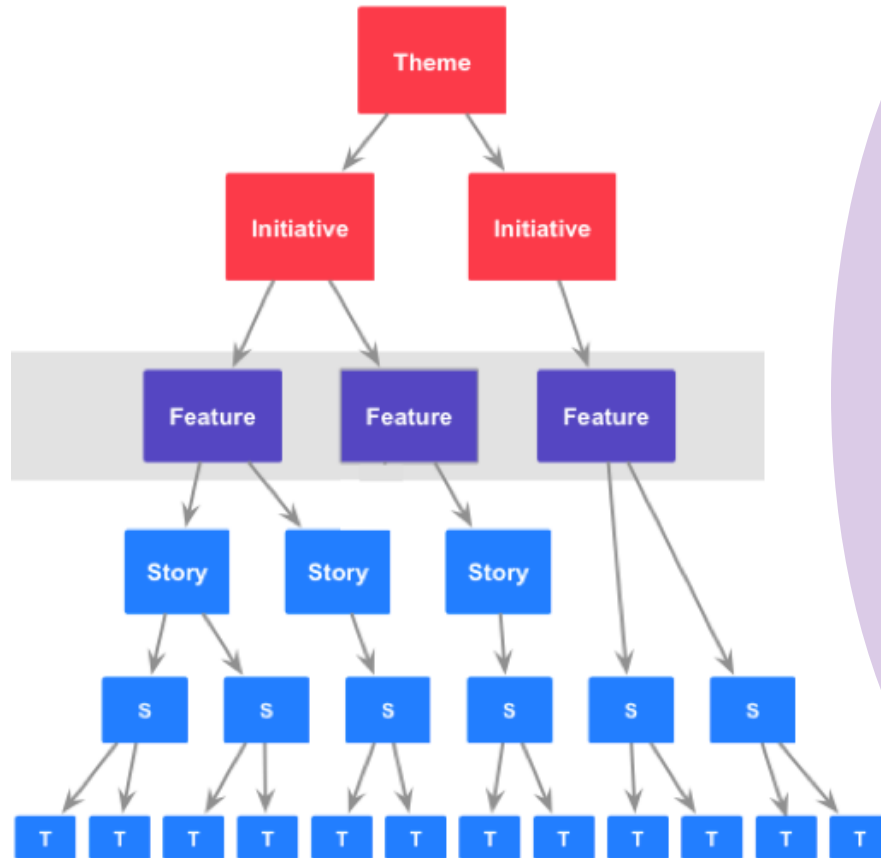 Theme
Initiative Initiative
Feature Feature Feature
Story Story Story
S S S S S S
T T T T T T T T T T T T